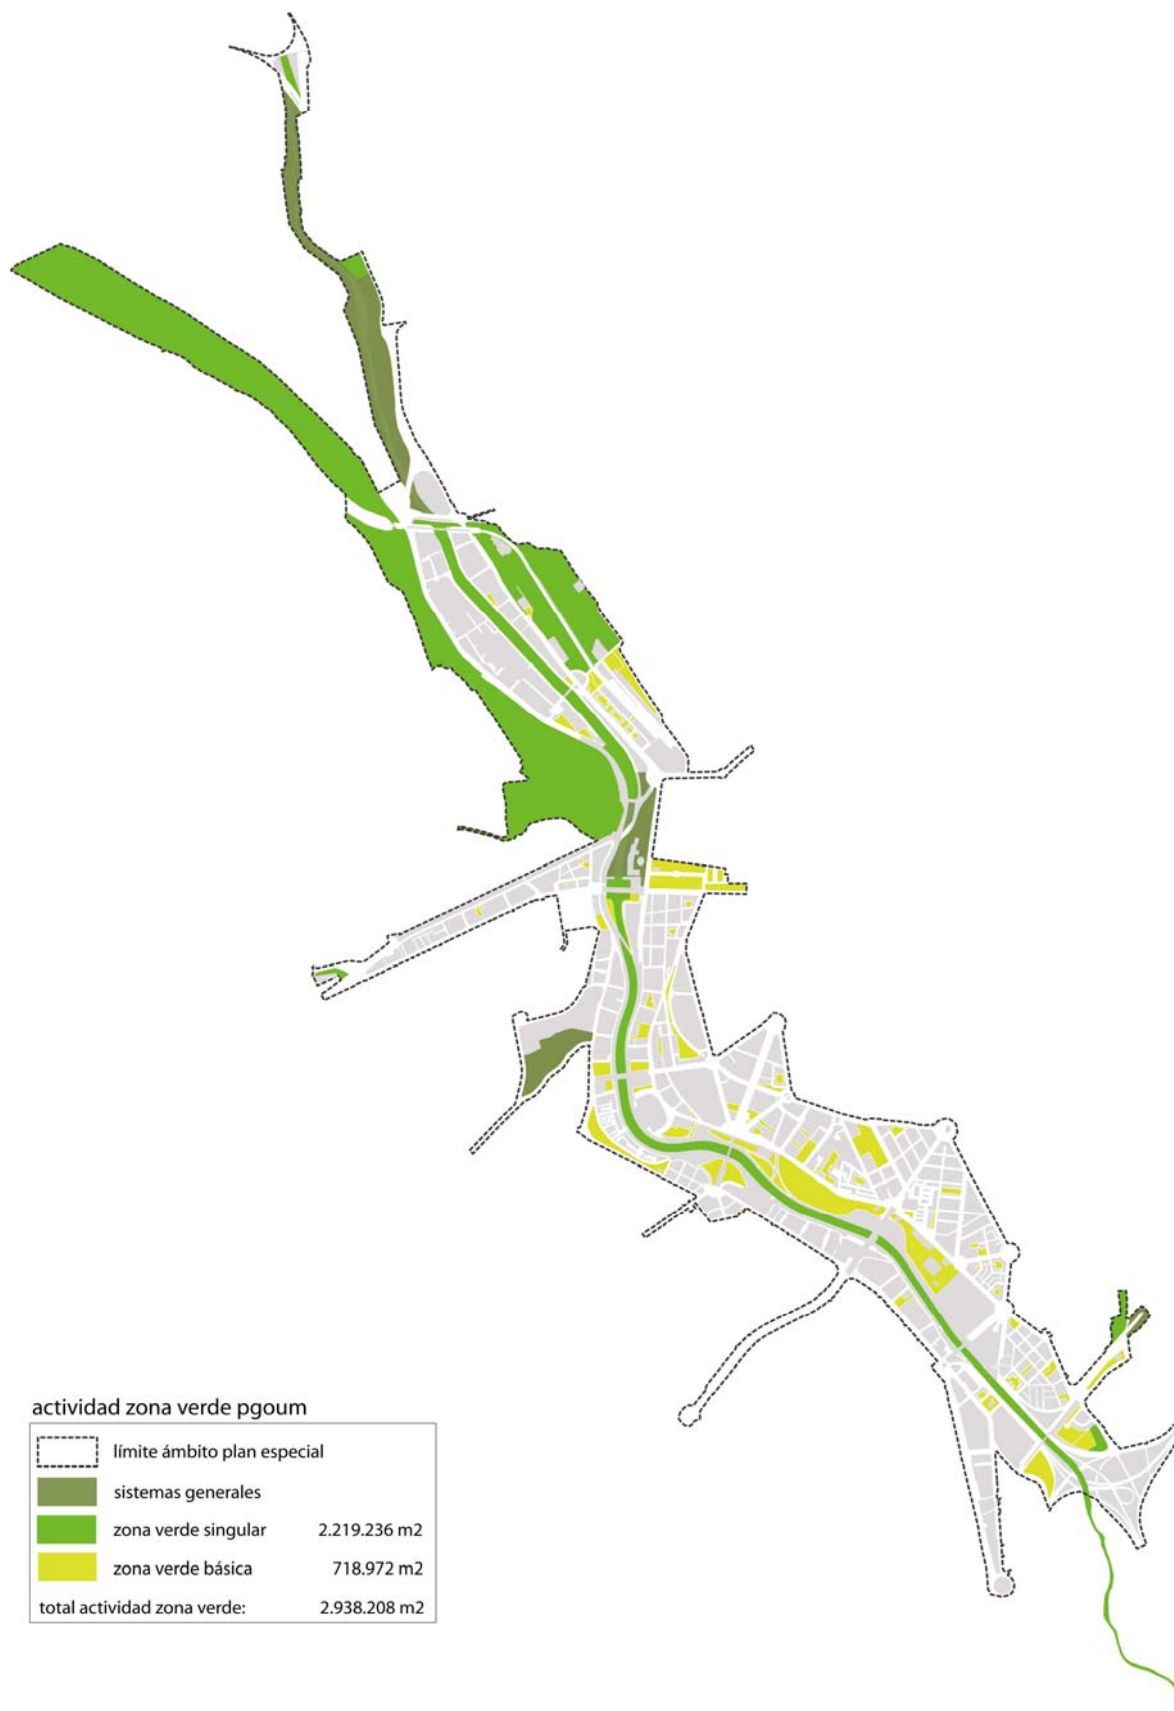 actividad zona verde pgoum
límite ámbito plan especial
sistemas generales
zona verde singular 2.219.236 m2
zona verde básica 718.972 m2
total actividad zona verde: 2.938.208 m2